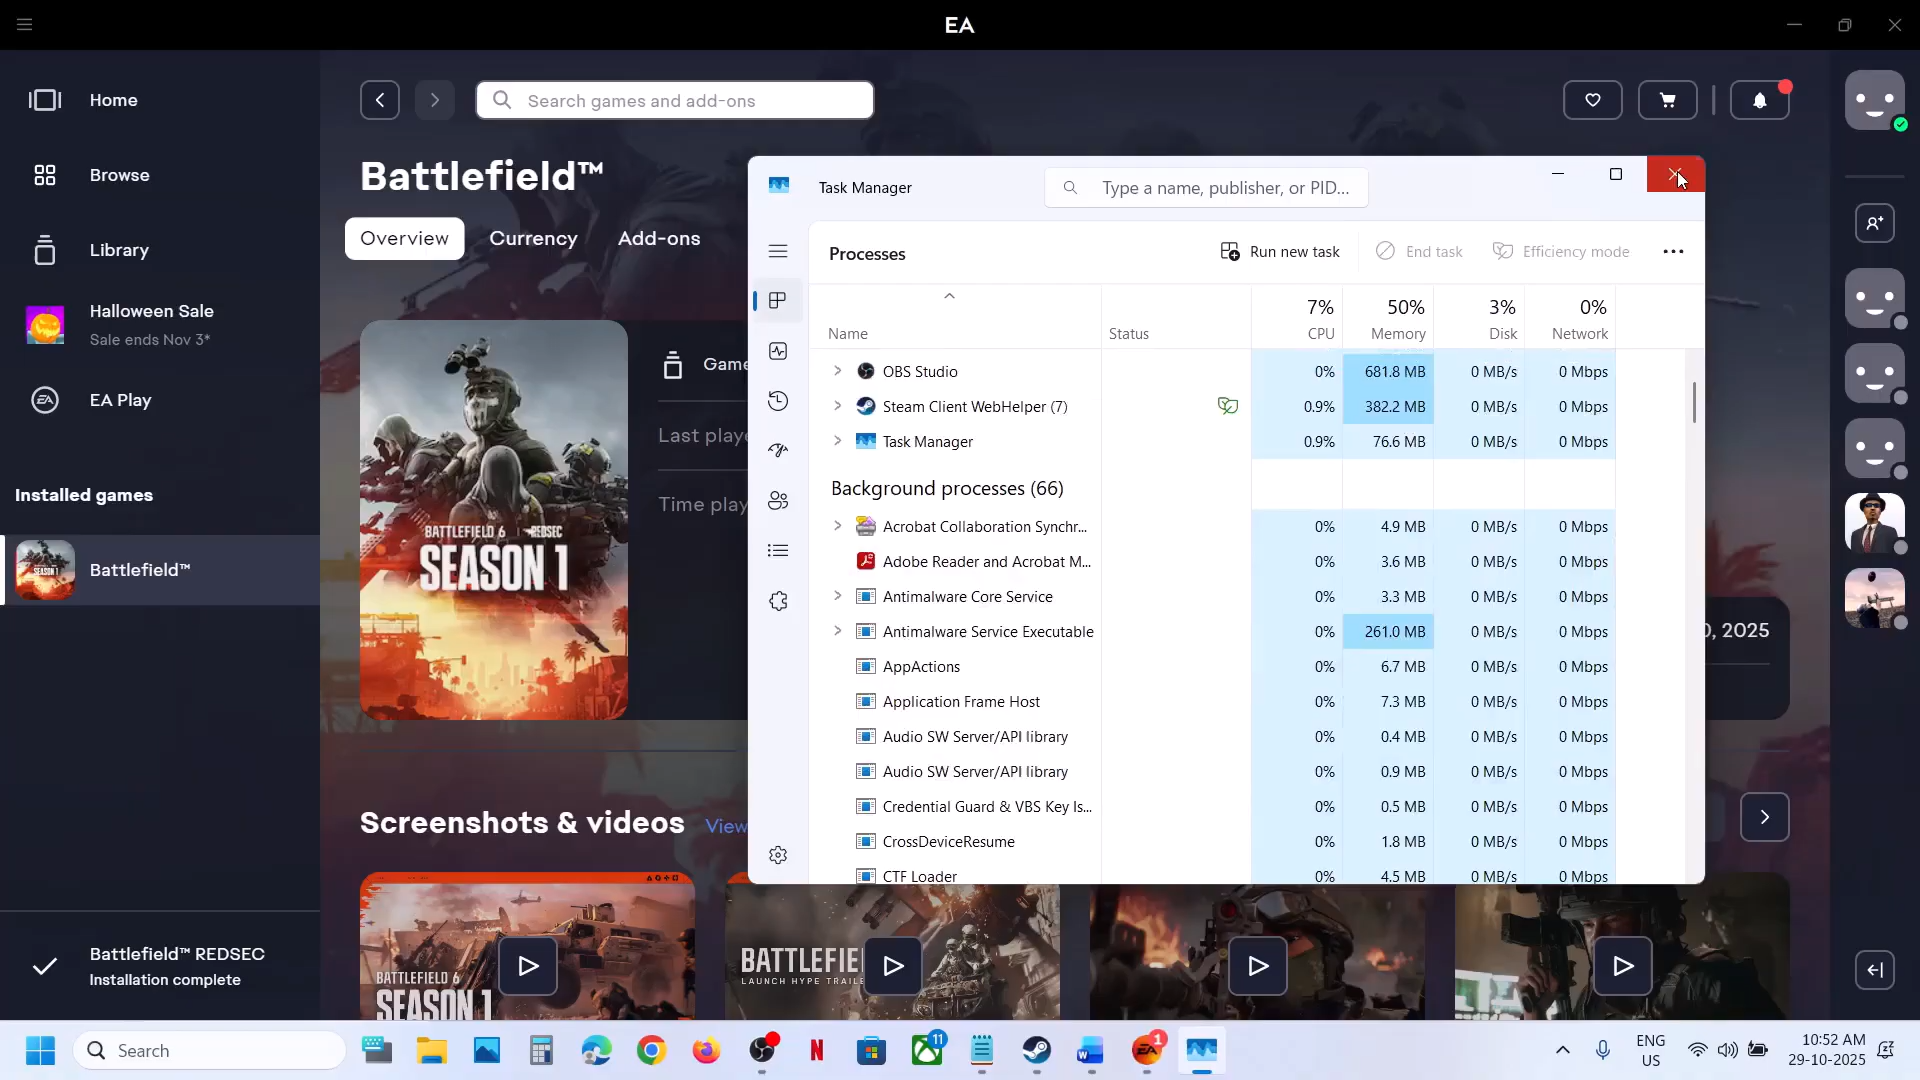 EA
Home
Browse
Library
Halloween Sale
Sale ends Nov 3*
EA Play
Installed games
Battlefield™
Battlefield™ REDSEC
Installation complete
Search games and add-ons
Battlefield™
Overview
Currency
Add-ons
BATTLEFIELD 6 REDSEC
SEASON 1
Game
Last playe
Time play
0, 2025
Screenshots & videos
View
BATTLEFIELD 6
SEASON 1
BATTLEFIE
LAUNCH HYPE TRAILE
Task Manager
Type a name, publisher, or PID...
Processes
Run new task
End task
Efficiency mode
Name
Status
7%
CPU
50%
Memory
3%
Disk
0%
Network
OBS Studio 0% 681.8 MB 0 MB/s 0 Mbps
Steam Client WebHelper (7) 0.9% 382.2 MB 0 MB/s 0 Mbps
Task Manager 0.9% 76.6 MB 0 MB/s 0 Mbps
Background processes (66)
Acrobat Collaboration Synchr... 0% 4.9 MB 0 MB/s 0 Mbps
Adobe Reader and Acrobat M... 0% 3.6 MB 0 MB/s 0 Mbps
Antimalware Core Service 0% 3.3 MB 0 MB/s 0 Mbps
Antimalware Service Executable 0% 261.0 MB 0 MB/s 0 Mbps
AppActions 0% 6.7 MB 0 MB/s 0 Mbps
Application Frame Host 0% 7.3 MB 0 MB/s 0 Mbps
Audio SW Server/API library 0% 0.4 MB 0 MB/s 0 Mbps
Audio SW Server/API library 0% 0.9 MB 0 MB/s 0 Mbps
Credential Guard & VBS Key Is... 0% 0.5 MB 0 MB/s 0 Mbps
CrossDeviceResume 0% 1.8 MB 0 MB/s 0 Mbps
CTF Loader 0% 4.5 MB 0 MB/s 0 Mbps
Search
11
1
ENG
US
10:52 AM
29-10-2025